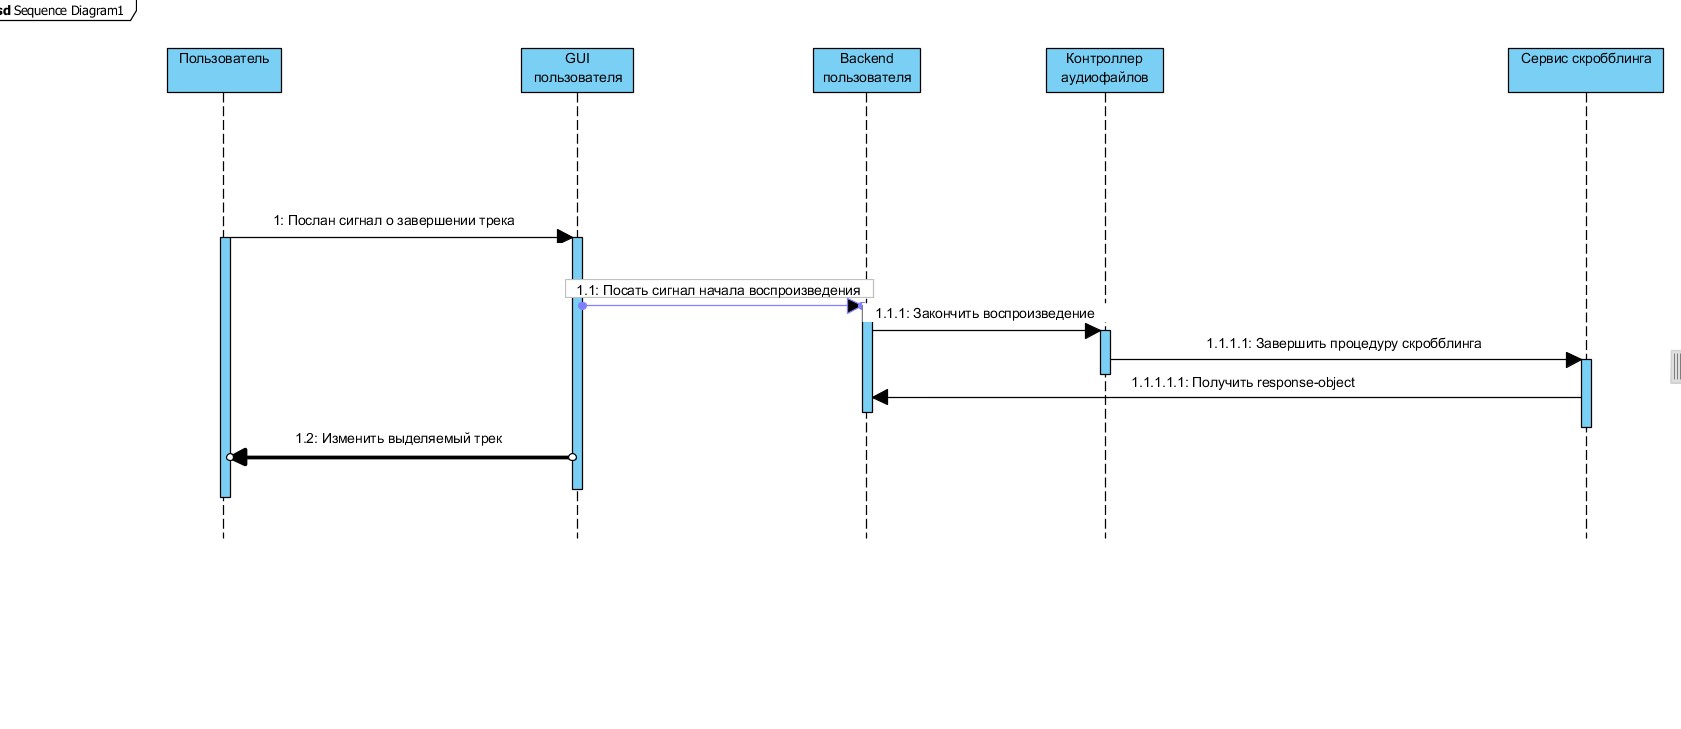 sd Sequence Diagram1
Пользователь
GUI
пользователя
Backend
пользователя
Контроллер
аудиофайлов
Сервис скробблинга
1: Послан сигнал о завершении трека
1.1: Посать сигнал начала воспроизведения
1.1.1: Закончить воспроизведение
1.1.1.1: Завершить процедуру скробблинга
1.1.1.1.1: Получить response-object
1.2: Изменить выделяемый трек